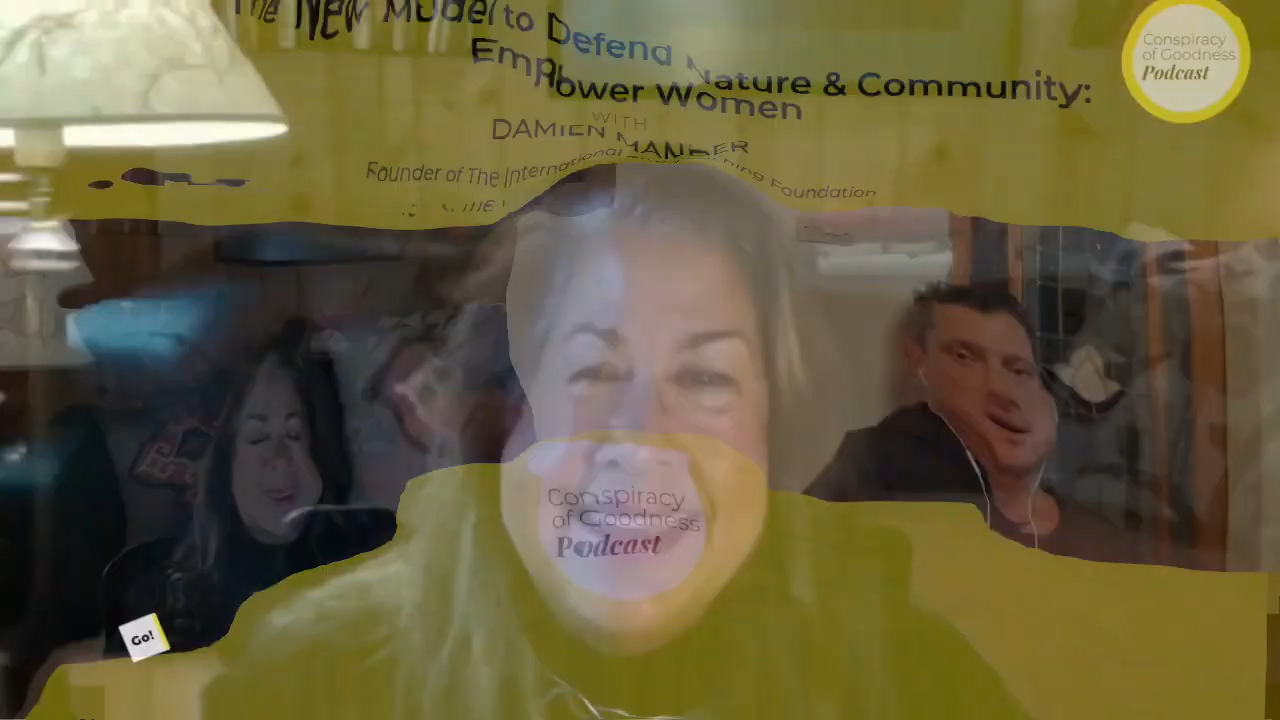 The New Model to Defend Nature & Community:
Empower Women
WITH
DAMIEN MANDER
Founder of The International Foundation
Conspiracy
of Goodness
Podcast
Conspiracy
of Goodness
Podcast
Go!